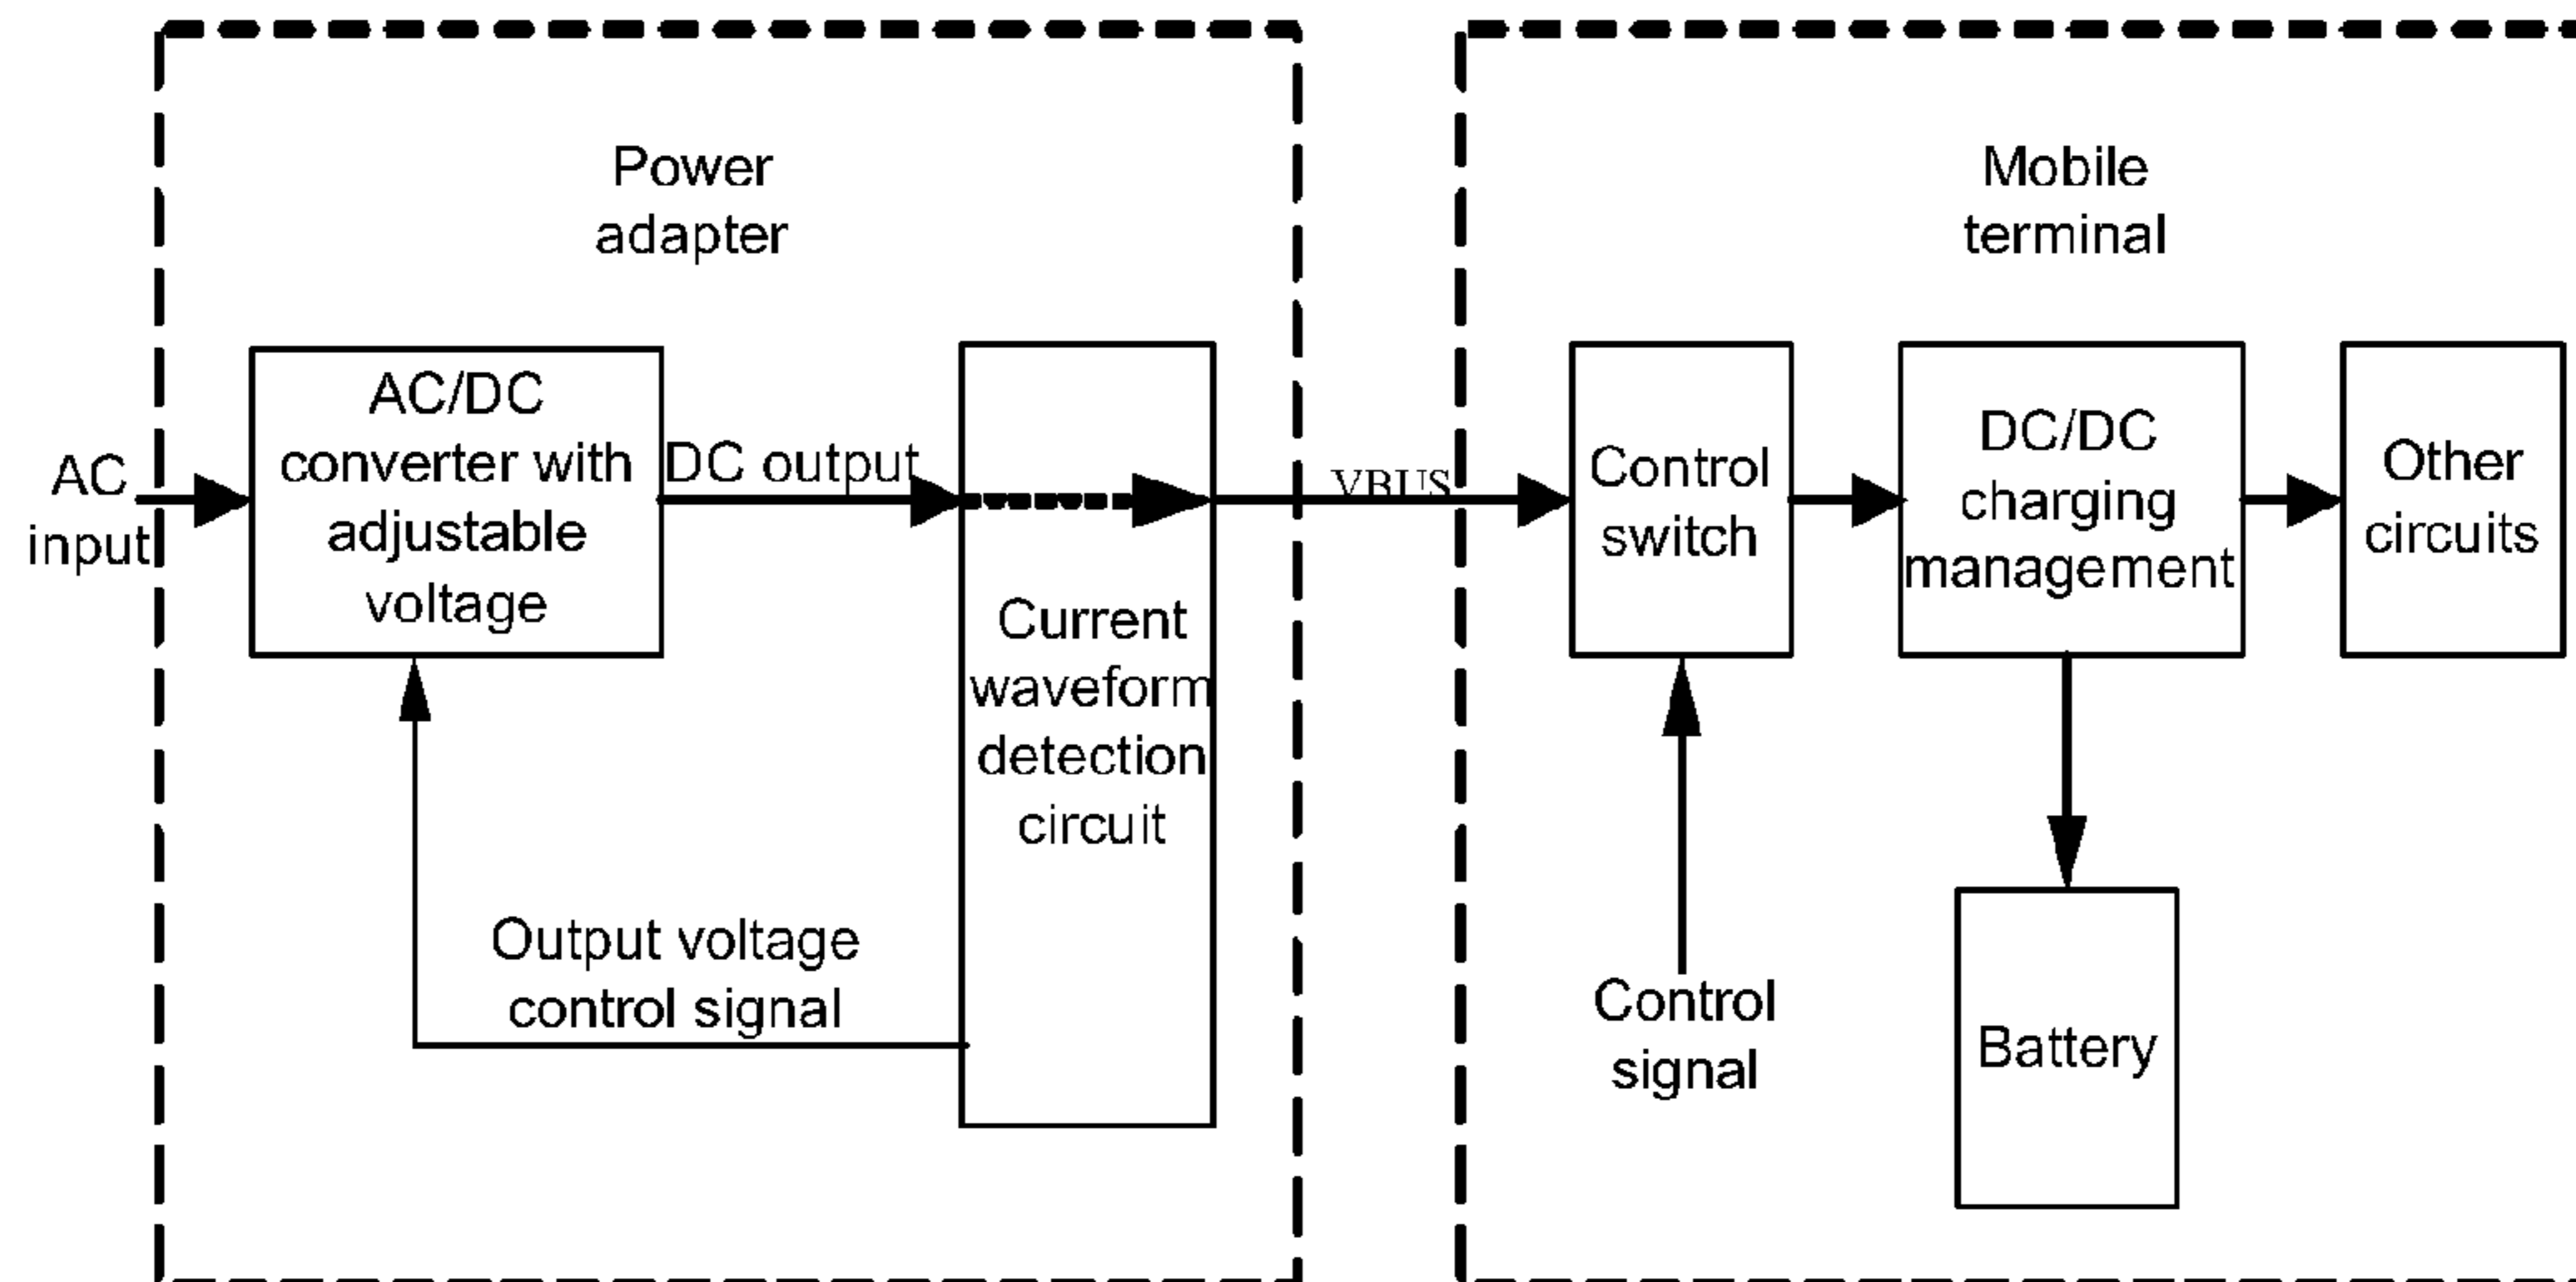 Power
adapter
Mobile
terminal
AC
input
AC/DC
converter with
adjustable
voltage
DC output
Current
waveform
detection
circuit
Output voltage
control signal
VBUS
Control
switch
Control
signal
DC/DC
charging
management
Battery
Other
circuits